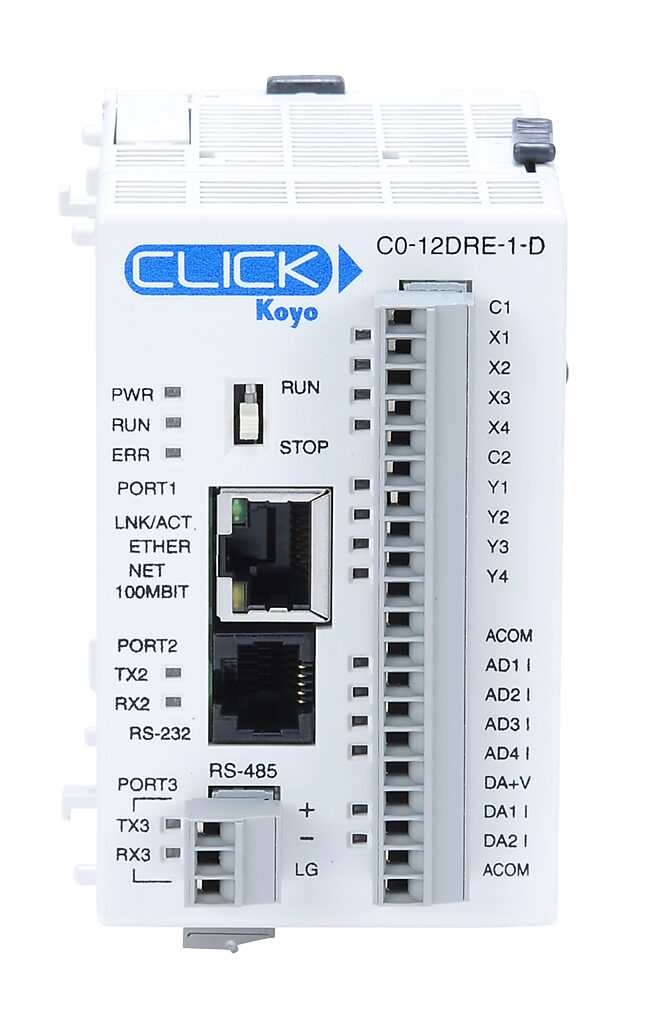 C0-12DRE-1-D
CLICK
Koyo
PWR
RUN
ERR
RUN
STOP
PORT1
LNK/ACT
ETHER
NET
100MBIT
PORT2
TX2
RX2
RS-232
RS-485
PORT3
TX3
RX3
+
−
LG
C1
X1
X2
X3
X4
C2
Y1
Y2
Y3
Y4
ACOM
AD1 I
AD2 I
AD3 I
AD4 I
DA+V
DA1 I
DA2 I
ACOM